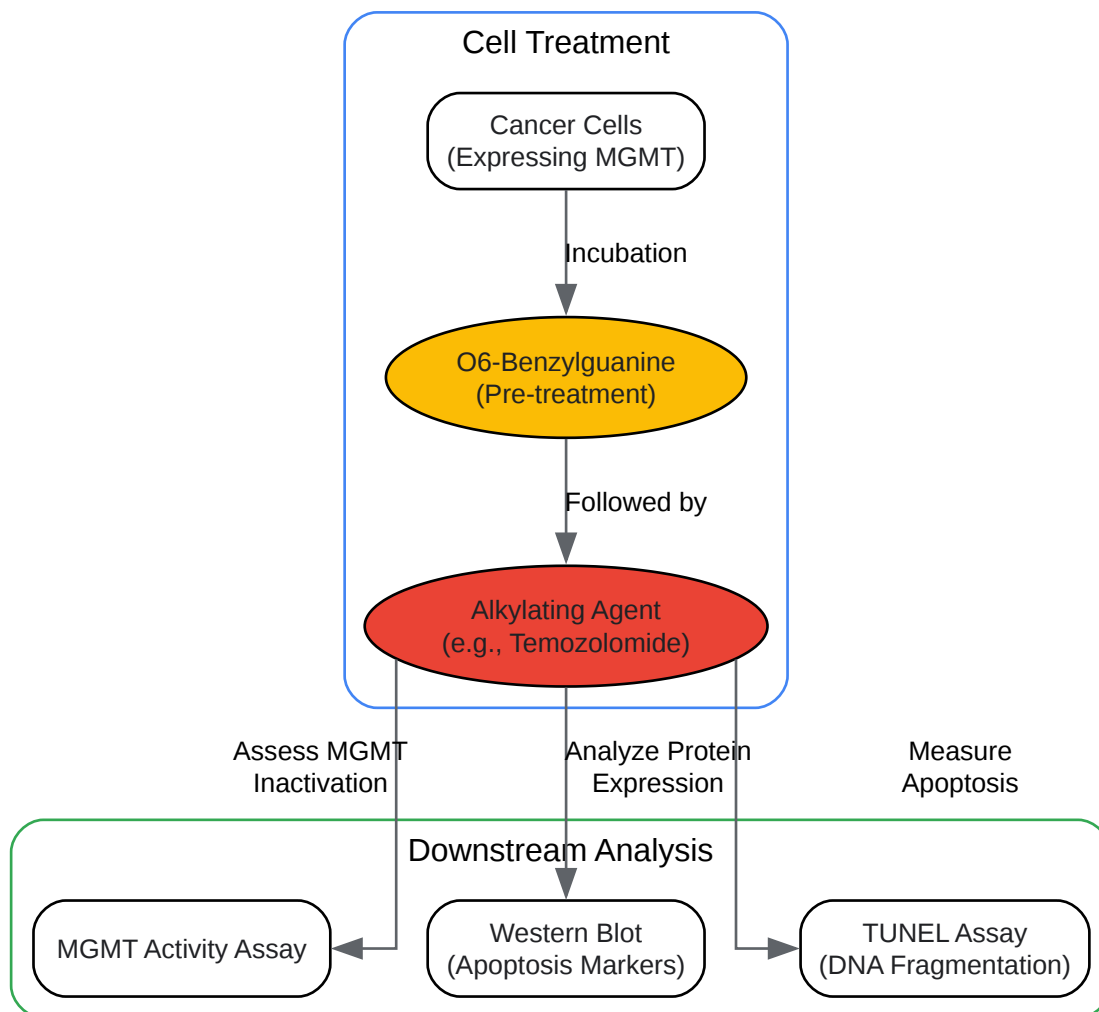 Cell Treatment
Cancer Cells
(Expressing MGMT)
Incubation
O6-Benzylguanine
(Pre-treatment)
Followed by
Alkylating Agent
(e.g., Temozolomide)
Assess MGMT
Inactivation
Analyze Protein
Expression
Measure
Apoptosis
Downstream Analysis
MGMT Activity Assay
Western Blot
(Apoptosis Markers)
TUNEL Assay
(DNA Fragmentation)